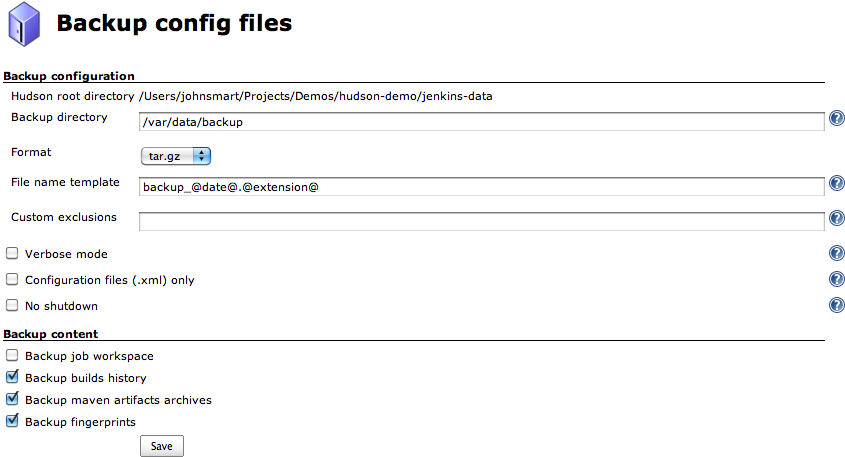 Backup config files
Backup configuration
Hudson root directory /Users/johnsmart/Projects/Demos/hudson-demo/jenkins-data
Backup directory /var/data/backup ?
Format tar.gz
File name template backup_@date@.@extension@ ?
Custom exclusions ?
Verbose mode ?
Configuration files (.xml) only ?
No shutdown ?
Backup content
Backup job workspace
Backup builds history
Backup maven artifacts archives
Backup fingerprints
Save